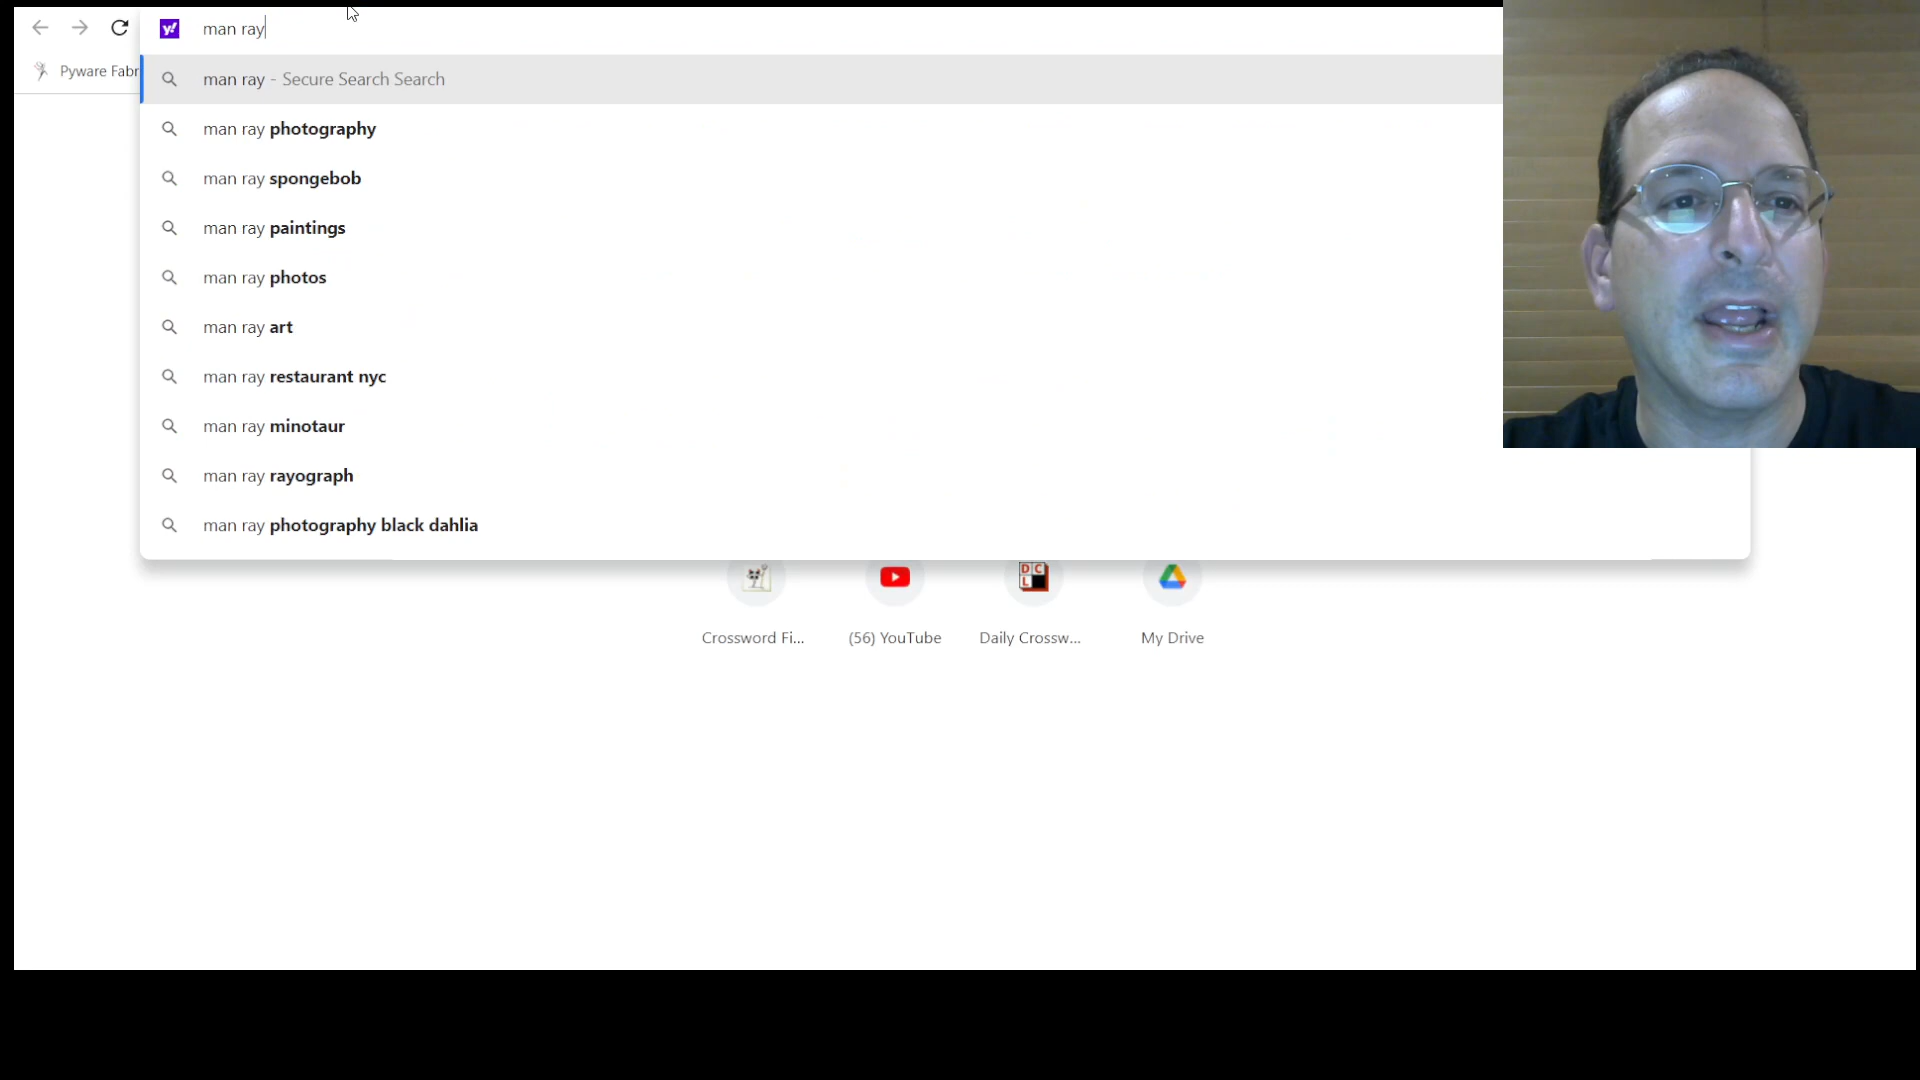 man ray
Pyware Fabr
man ray - Secure Search Search
man ray photography
man ray spongebob
man ray paintings
man ray photos
man ray art
man ray restaurant nyc
man ray minotaur
man ray rayograph
man ray photography black dahlia
DC
L
Crossword Fi... (56) YouTube Daily Crossw... My Drive